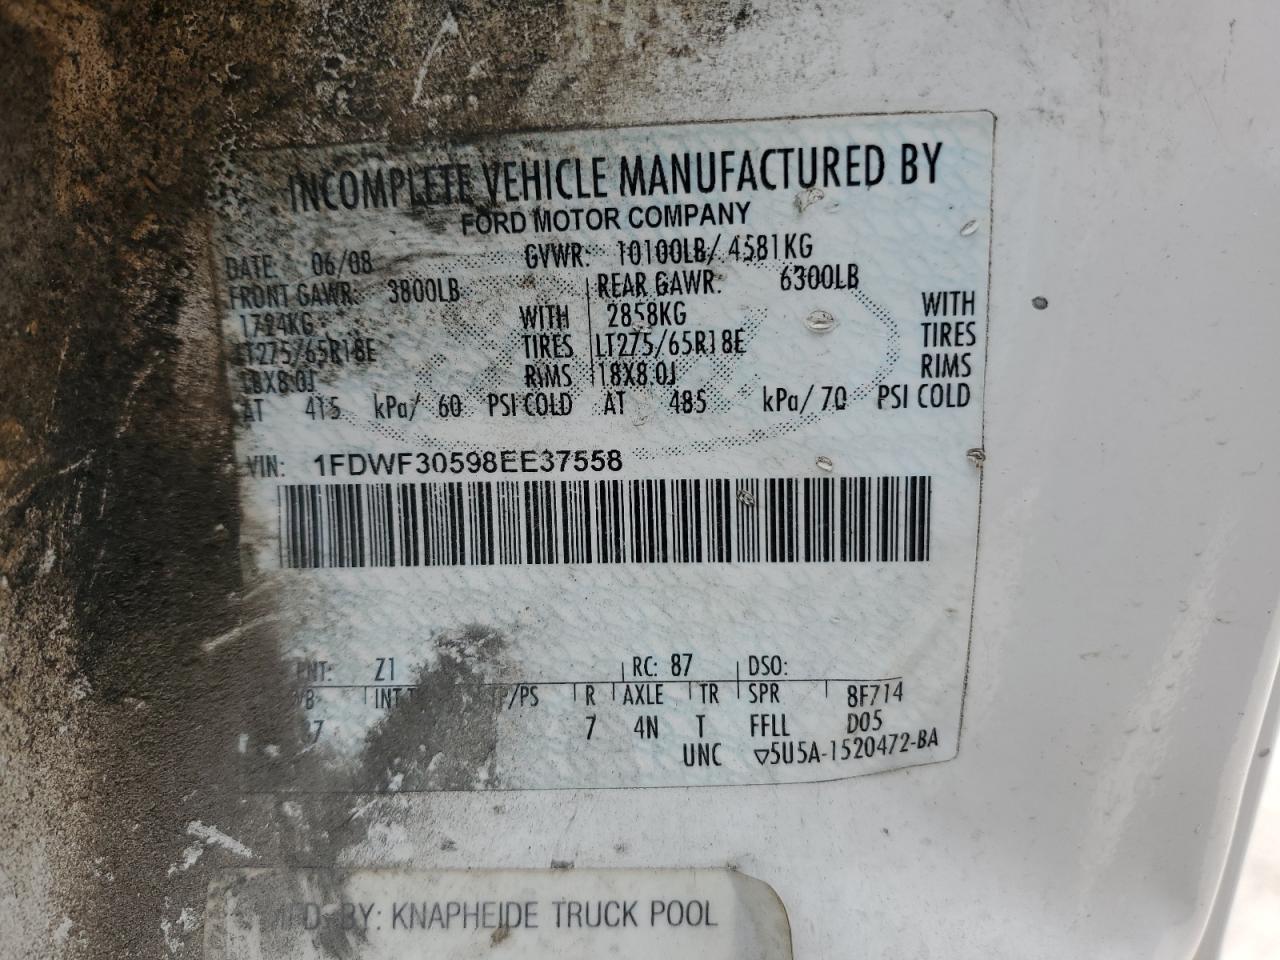 INCOMPLETE VEHICLE MANUFACTURED BY
FORD MOTOR COMPANY
DATE: 06/08 GVWR: 10100LB/ 4581KG
FRONT GAWR: 3800LB REAR GAWR: 6300LB
1724KG WITH 2858KG WITH
LT275/65R18E TIRES LT275/65R18E TIRES
18X8.0J RIMS 18X8.0J RIMS
AT 415 kPa/ 60 PSI COLD AT 485 kPa/ 70 PSI COLD
VIN: 1FDWF30598EE37558
Z1 RC: 87 DSO:
R AXLE TR SPR 8F714
7 4N T FFLL D05
UNC ▽5U5A-1520472-BA
MFD. BY: KNAPHEIDE TRUCK POOL